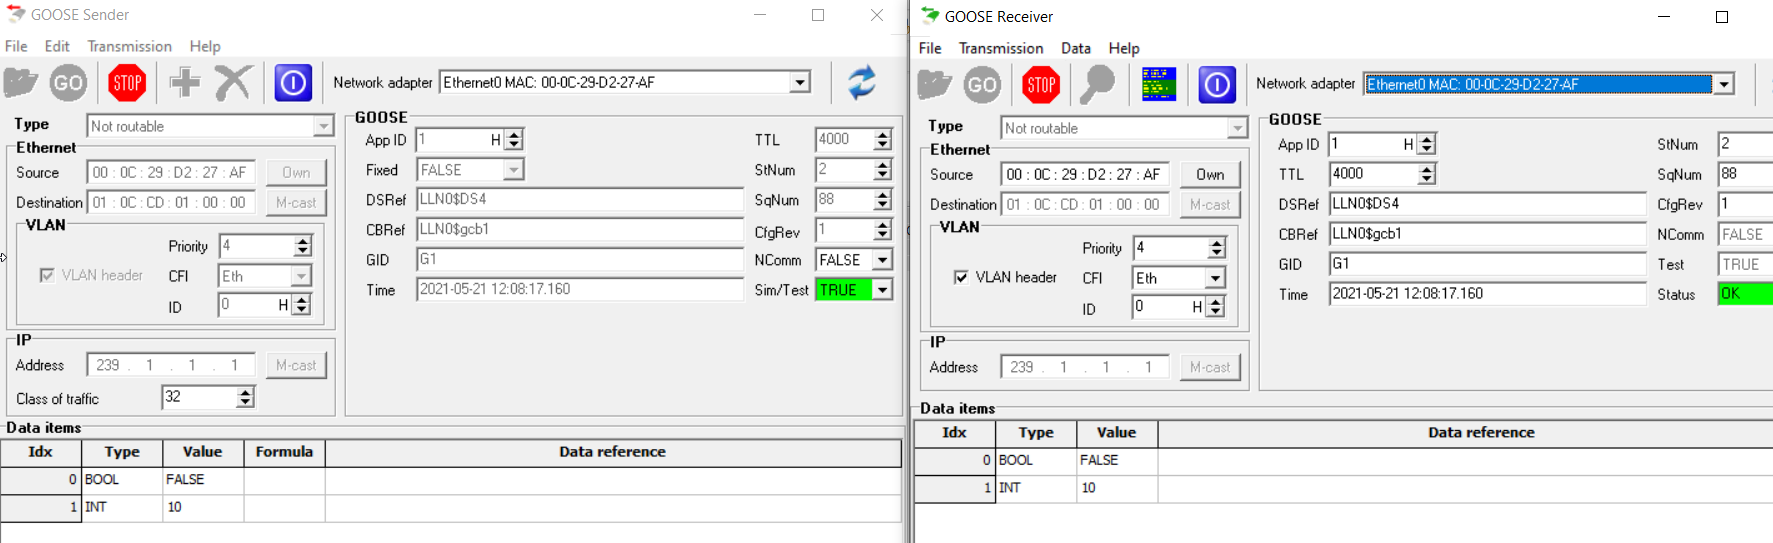 GOOSE Sender
File Edit Transmission Help
GO STOP Network adapter Ethernet0 MAC: 00-0C-29-D2-27-AF
Type Not routable
Ethernet
Source 00 : 0C : 29 : D2 : 27 : AF Own
Destination 01 : 0C : CD : 01 : 00 : 00 M-cast
VLAN
Priority 4
VLAN header CFI Eth
ID 0 H
IP
Address 239 . 1 . 1 . 1 M-cast
Class of traffic 32
GOOSE
App ID 1 H TTL 4000
Fixed FALSE StNum 2
DSRef LLN0$DS4 SqNum 88
CBRef LLN0$gcb1 CfgRev 1
GID G1 NComm FALSE
Time 2021-05-21 12:08:17.160 Sim/Test TRUE
Data items
Idx Type Value Formula Data reference
0 BOOL FALSE
1 INT 10
GOOSE Receiver
File Transmission Data Help
GO STOP Network adapter Ethernet0 MAC: 00-0C-29-D2-27-AF
Type Not routable
Ethernet
Source 00 : 0C : 29 : D2 : 27 : AF Own
Destination 01 : 0C : CD : 01 : 00 : 00 M-cast
VLAN
Priority 4
VLAN header CFI Eth
ID 0 H
IP
Address 239 . 1 . 1 . 1 M-cast
GOOSE
App ID 1 H StNum 2
TTL 4000 SqNum 88
DSRef LLN0$DS4 CfgRev 1
CBRef LLN0$gcb1 NComm FALSE
GID G1 Test TRUE
Time 2021-05-21 12:08:17.160 Status OK
Data items
Idx Type Value Data reference
0 BOOL FALSE
1 INT 10